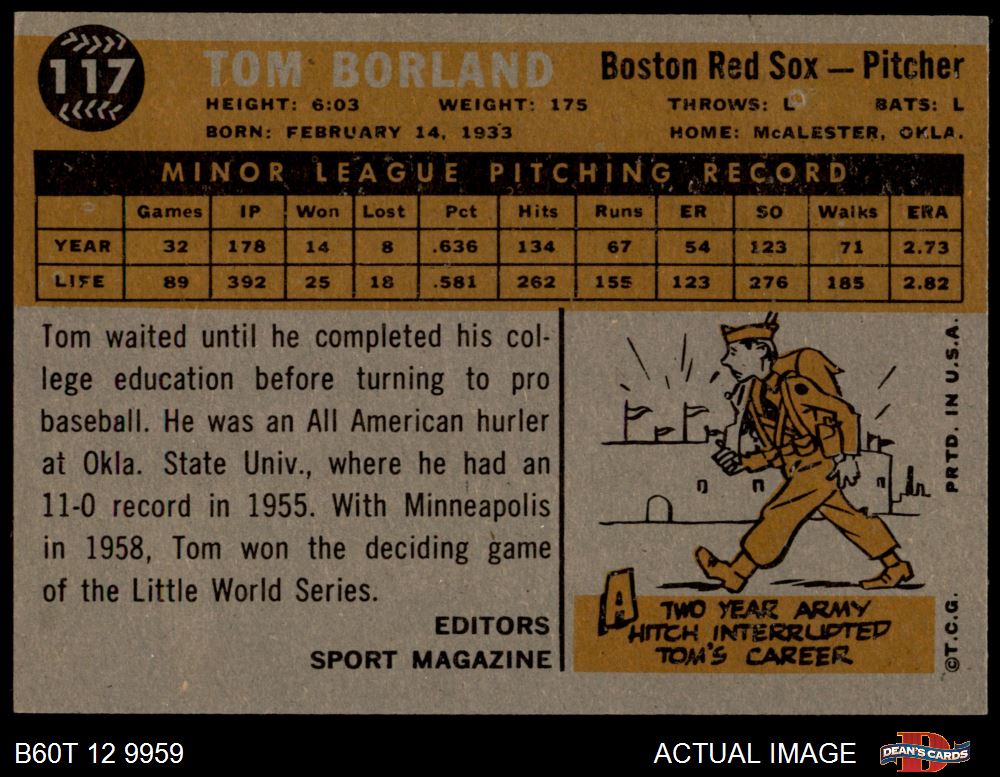 117
TOM BORLAND
Boston Red Sox — Pitcher
HEIGHT: 6:03 WEIGHT: 175 THROWS: L BATS: L
BORN: FEBRUARY 14, 1933 HOME: McALESTER, OKLA.
MINOR LEAGUE PITCHING RECORD
Games IP Won Lost Pct Hits Runs ER SO Walks ERA
YEAR 32 178 14 8 .636 134 67 54 123 71 2.73
LIFE 89 392 25 18 .581 262 155 123 276 185 2.82
Tom waited until he completed his col-
lege education before turning to pro
baseball. He was an All American hurler
at Okla. State Univ., where he had an
11-0 record in 1955. With Minneapolis
in 1958, Tom won the deciding game
of the Little World Series.
EDITORS
SPORT MAGAZINE
A TWO YEAR ARMY
HITCH INTERRUPTED
TOM'S CAREER
PRTD. IN U.S.A.
©T.C.G.
B60T 12 9959
ACTUAL IMAGE
DEAN'S CARDS